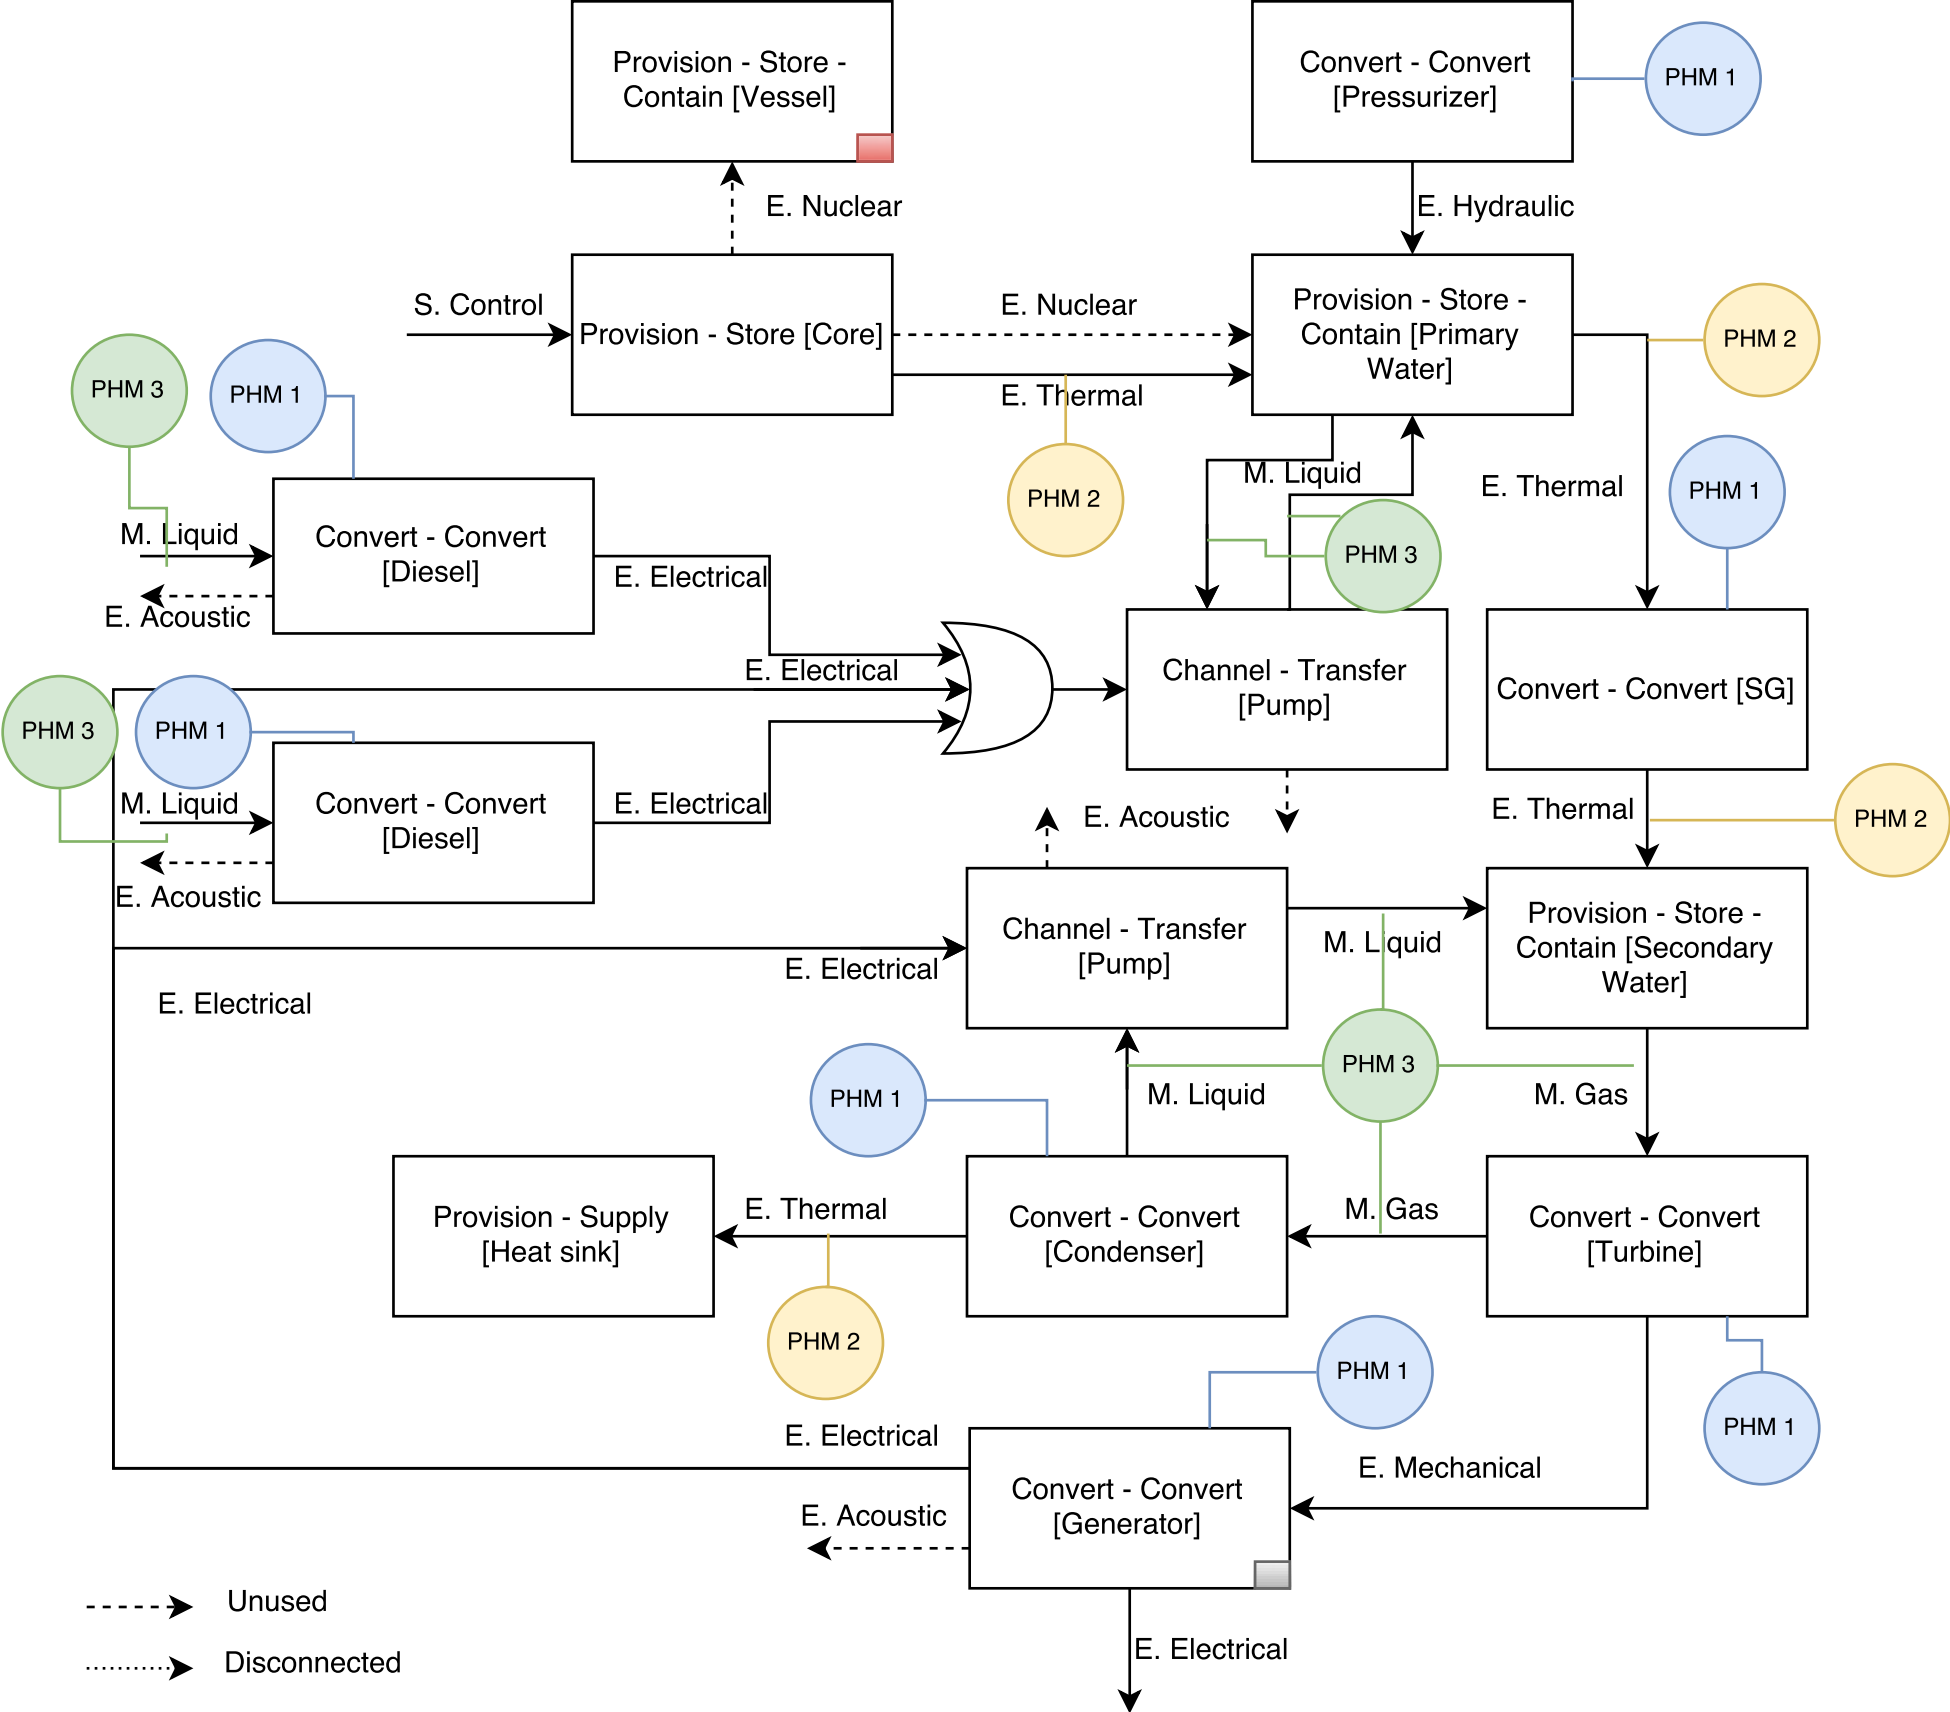 Provision - Store -
Contain [Vessel]
Convert - Convert
[Pressurizer]
PHM 1
E. Nuclear
E. Hydraulic
S. Control
Provision - Store [Core]
E. Nuclear
E. Thermal
Provision - Store -
Contain [Primary
Water]
PHM 2
PHM 3
PHM 1
PHM 2
M. Liquid
E. Thermal
PHM 1
M. Liquid
E. Acoustic
Convert - Convert
[Diesel]
E. Electrical
PHM 3
E. Electrical
Channel - Transfer
[Pump]
Convert - Convert [SG]
PHM 3
PHM 1
M. Liquid
E. Acoustic
Convert - Convert
[Diesel]
E. Electrical
E. Acoustic
E. Thermal
PHM 2
Channel - Transfer
[Pump]
E. Electrical
M. Liquid
Provision - Store -
Contain [Secondary
Water]
E. Electrical
PHM 1
M. Liquid
PHM 3
M. Gas
Provision - Supply
[Heat sink]
E. Thermal
Convert - Convert
[Condenser]
M. Gas
Convert - Convert
[Turbine]
PHM 2
PHM 1
PHM 1
E. Electrical
E. Mechanical
Convert - Convert
[Generator]
E. Acoustic
Unused
E. Electrical
Disconnected